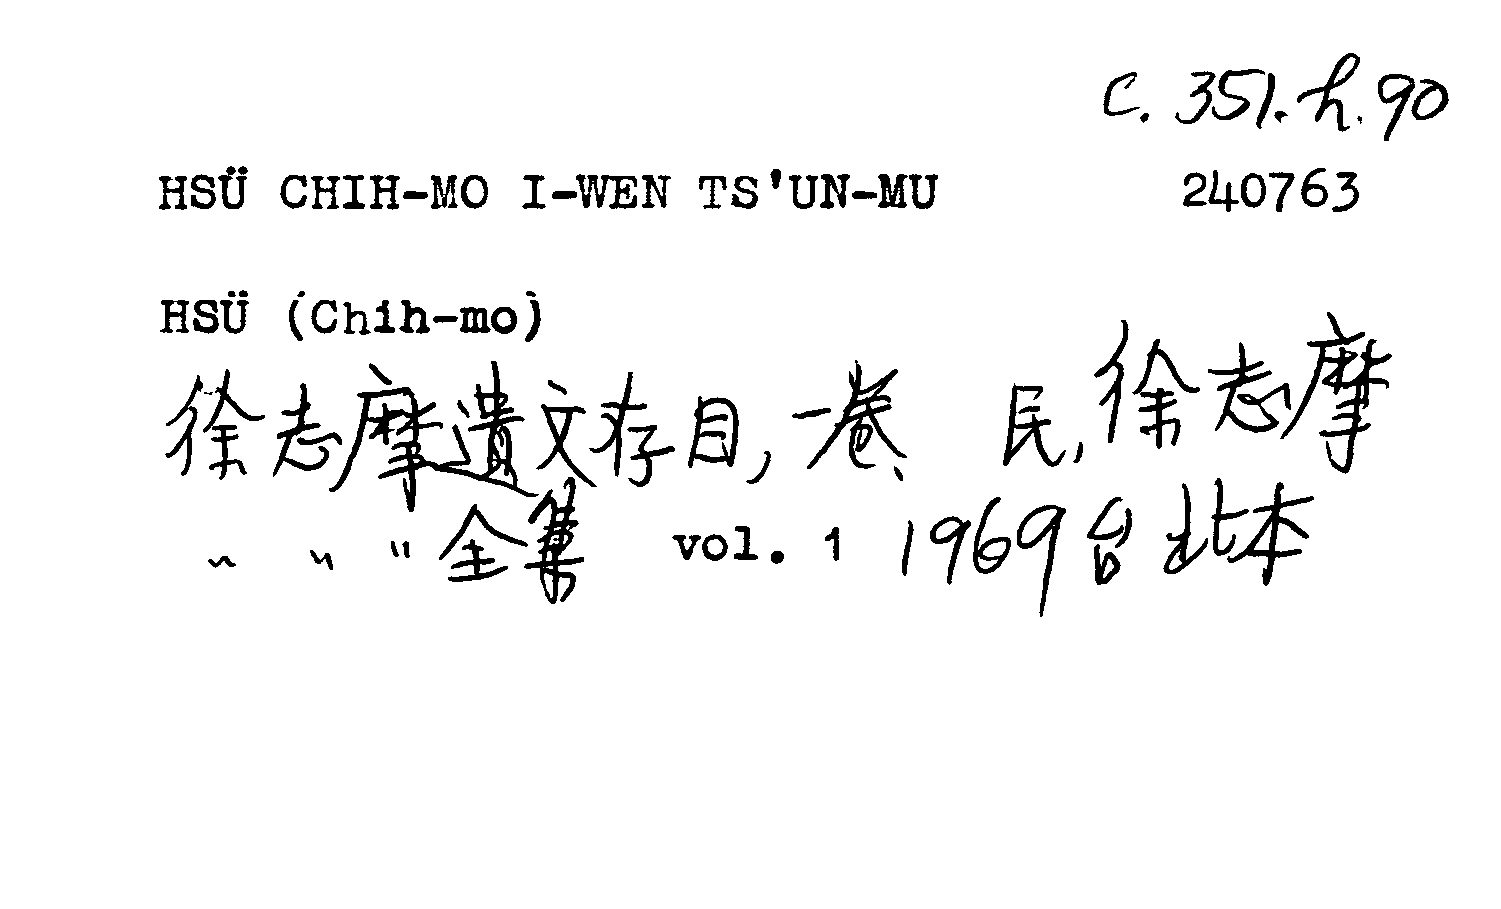 C. 351. h. 90
HSÜ CHIH-MO I-WEN TS'UN-MU 240763
HSÜ (Chih-mo)
徐志摩遺文存目, 一卷、 民, 徐志摩
" " " 全集 vol. 1 1969 台北本